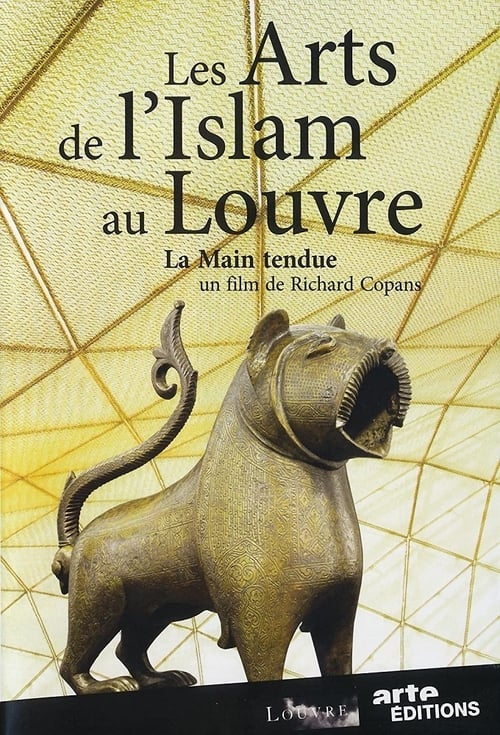 Les Arts
de l'Islam
au Louvre
La Main tendue
un film de Richard Copans
LOUVRE
arte
ÉDITIONS